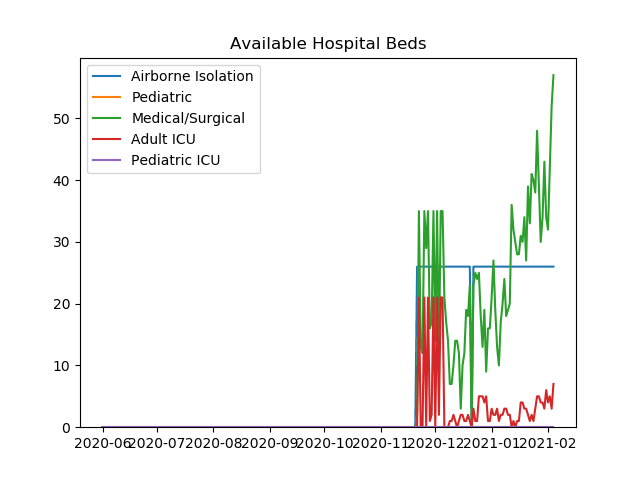 Available Hospital Beds
Airborne Isolation
Pediatric
Medical/Surgical
Adult ICU
Pediatric ICU
50
40
30
20
10
0
2020-06 2020-07 2020-08 2020-09 2020-10 2020-11 2020-12 2021-01 2021-02